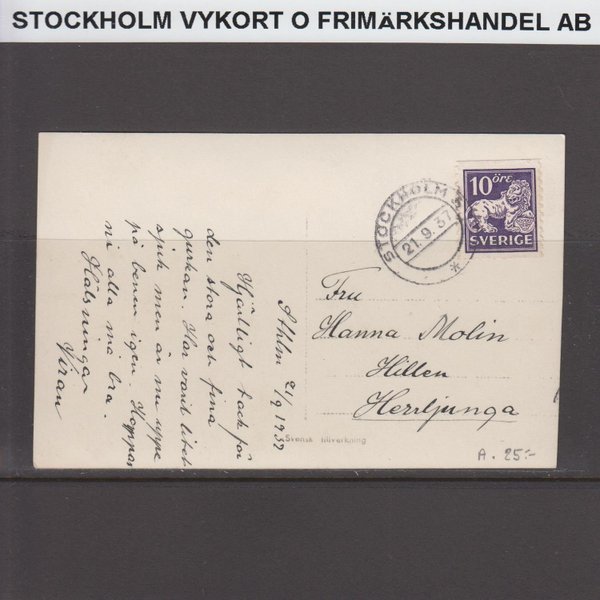 STOCKHOLM VYKORT O FRIMÄRKSHANDEL AB
10 ÖRE
SVERIGE
STOCKHOLM
21.9.37
*
Sthlm 21/9 1937
Hjärtligt tack för
den stora och fina
gurkan. Har varit litet
sjuk men är nu uppe
på benen igen. Hoppas
ni alla må bra.
Hälsningar
Fru
Hanna Molin
Hillen
Herrljunga
Svensk tillverkning
A. 25:-